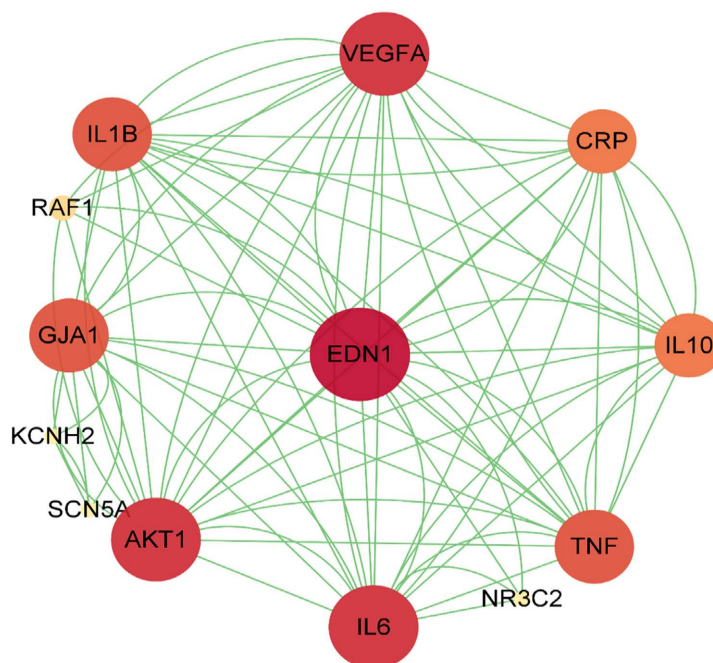 VEGFA
IL1B
CRP
RAF1
GJA1
EDN1
IL10
KCNH2
SCN5A
AKT1
TNF
NR3C2
IL6